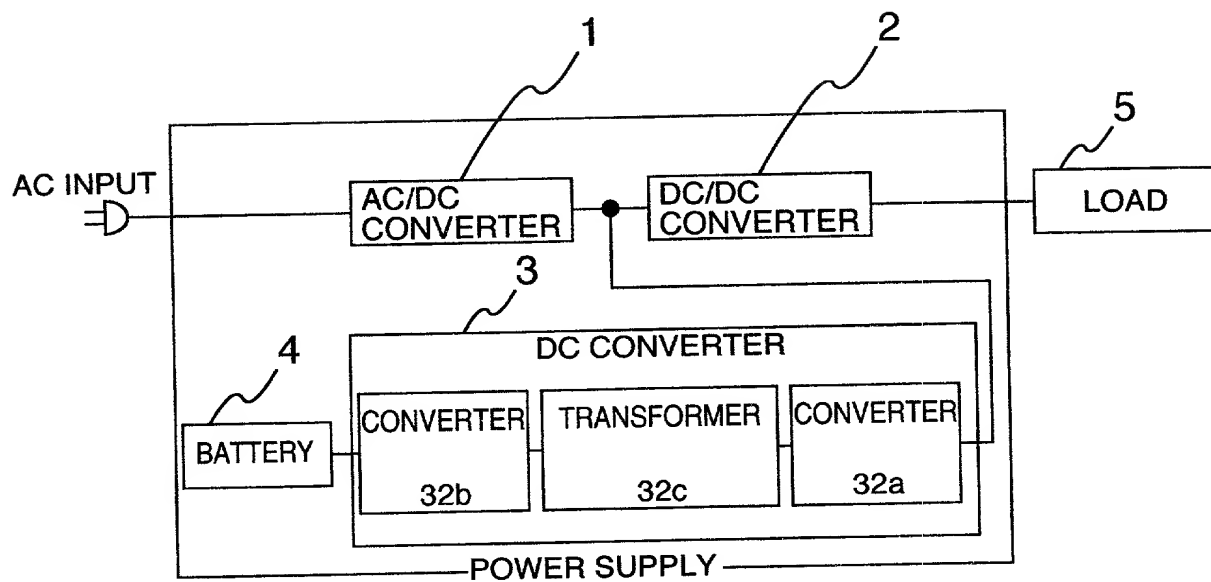 1
2
5
AC INPUT
AC/DC
CONVERTER
DC/DC
CONVERTER
LOAD
3
DC CONVERTER
4
BATTERY
CONVERTER
32b
TRANSFORMER
32c
CONVERTER
32a
POWER SUPPLY